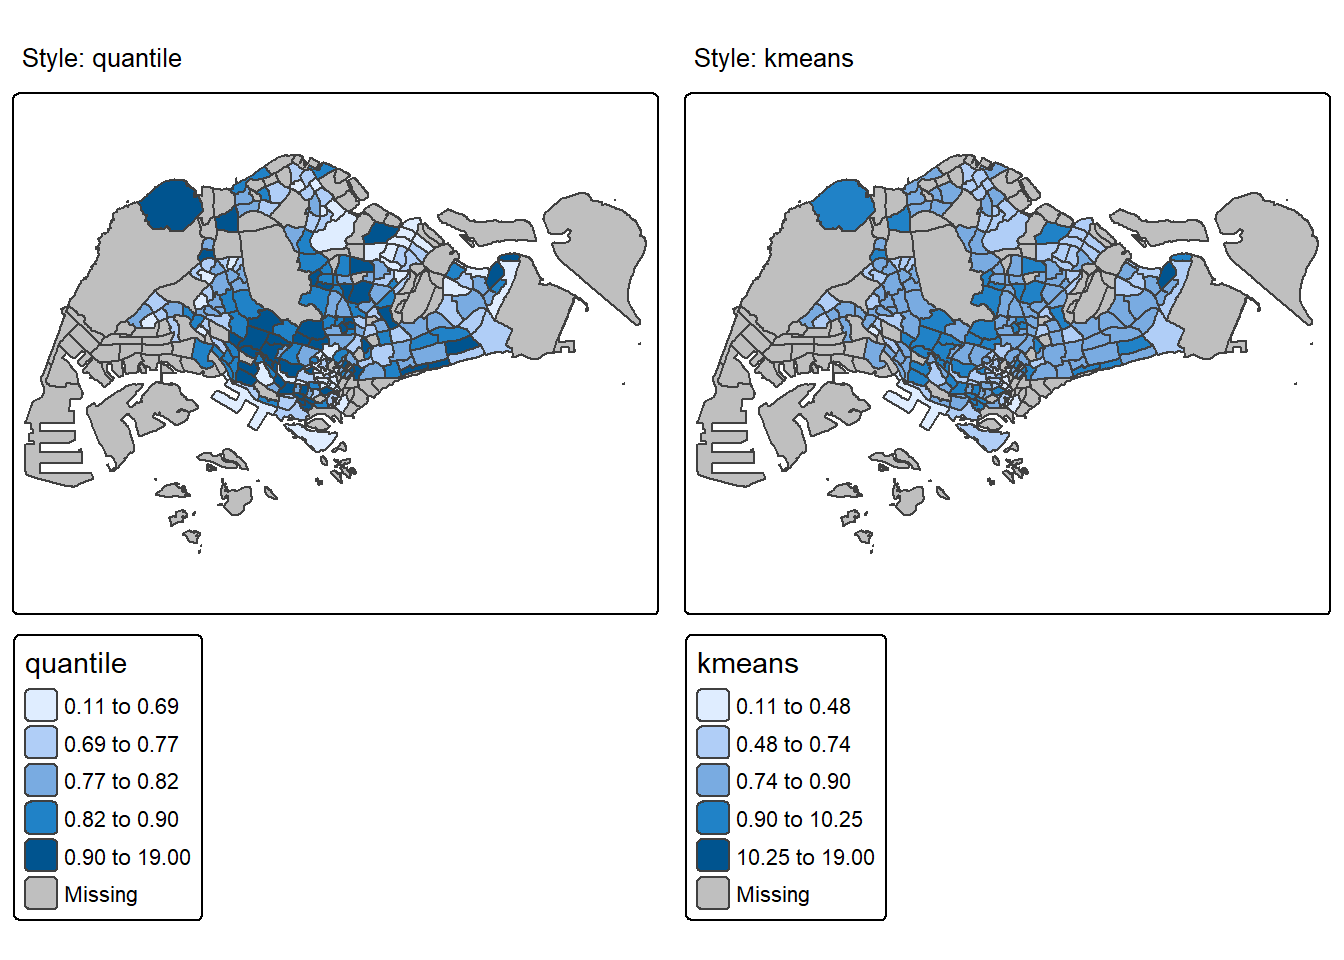 Style: quantile
Style: kmeans
quantile
0.11 to 0.69
0.69 to 0.77
0.77 to 0.82
0.82 to 0.90
0.90 to 19.00
Missing
kmeans
0.11 to 0.48
0.48 to 0.74
0.74 to 0.90
0.90 to 10.25
10.25 to 19.00
Missing